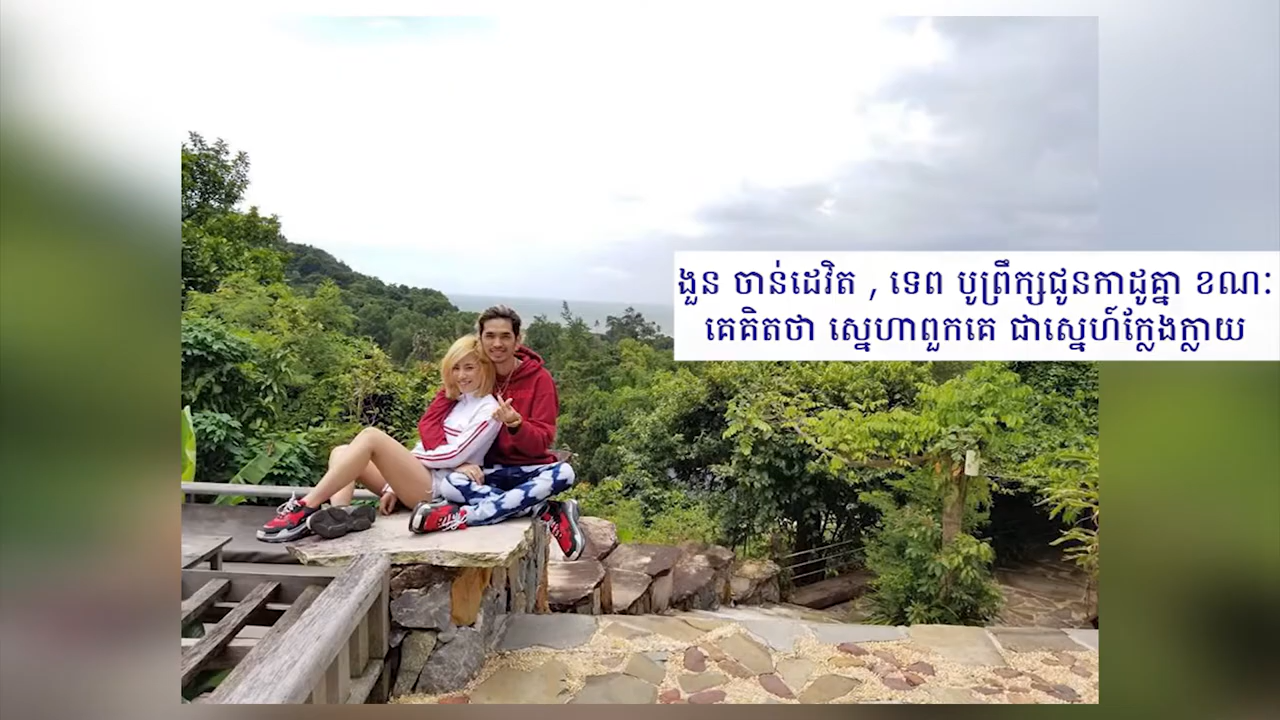 ងួន ចាន់ដេវិត , ទេព បូព្រឹក្សជូនកាដូគ្នា ខណៈ
គេគិតថា ស្នេហាពួកគេ ជាស្នេហ៍ក្លែងក្លាយ